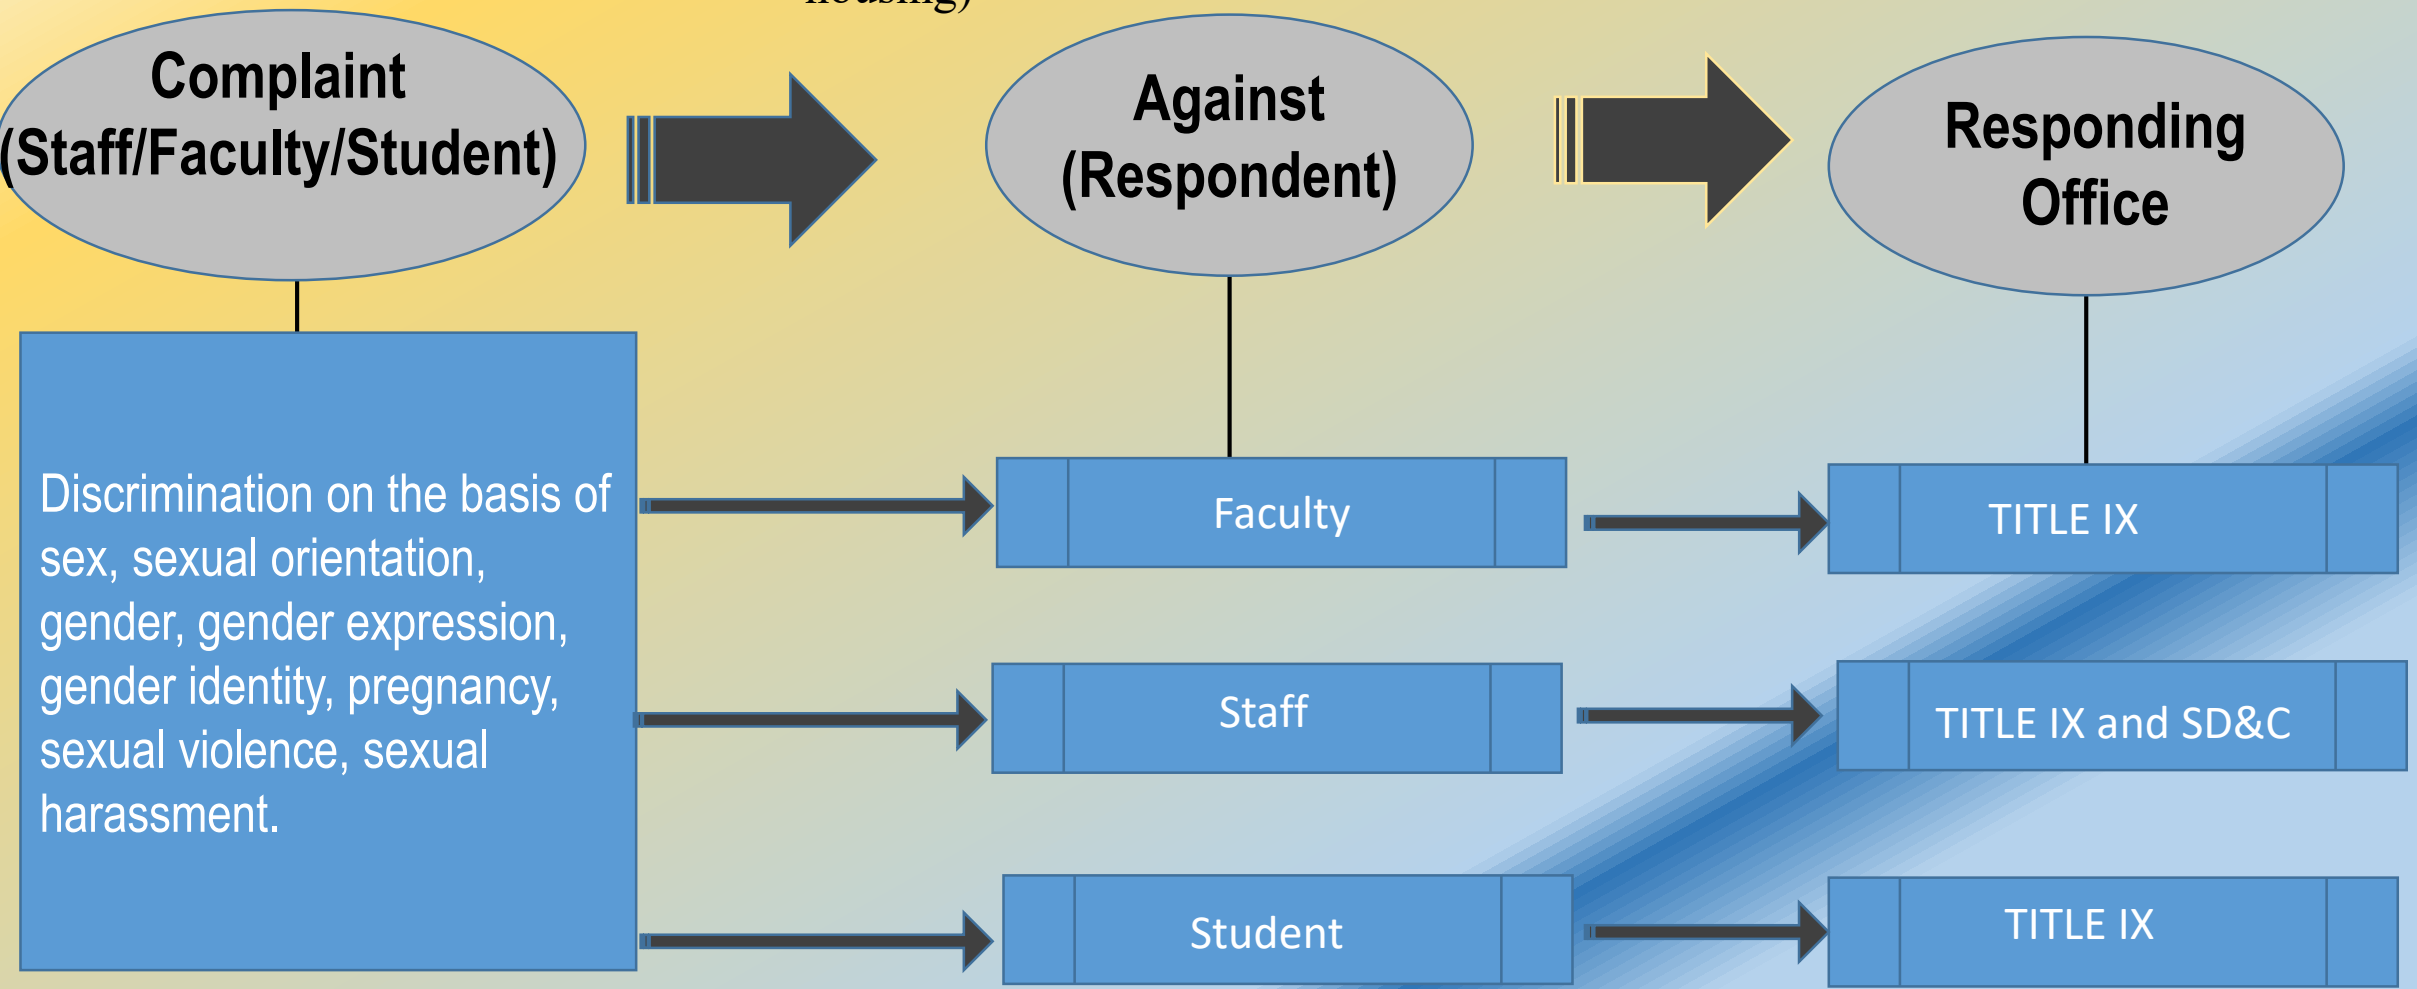 housing)
Complaint
(Staff/Faculty/Student)
Against
(Respondent)
Responding
Office
Discrimination on the basis of
sex, sexual orientation,
gender, gender expression,
gender identity, pregnancy,
sexual violence, sexual
harassment.
Faculty
TITLE IX
Staff
TITLE IX and SD&C
Student
TITLE IX